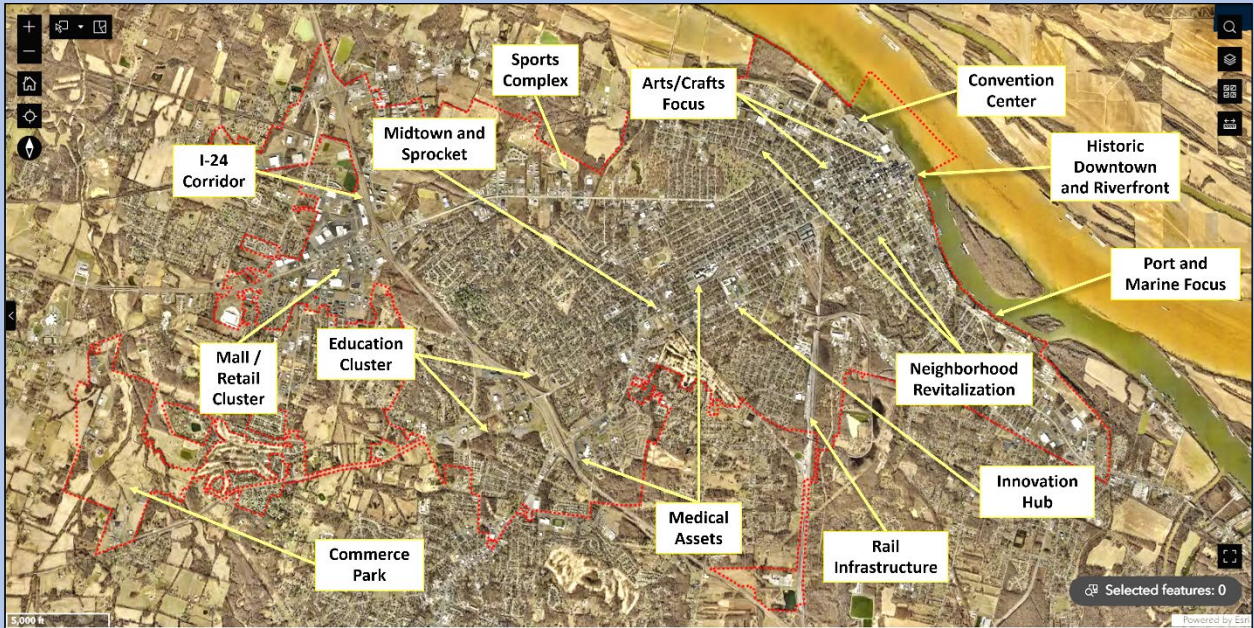 Sports
Complex
Arts/Crafts
Focus
Convention
Center
Midtown and
Sprocket
I-24
Corridor
Historic
Downtown
and Riverfront
Port and
Marine Focus
Mall /
Retail
Cluster
Education
Cluster
Neighborhood
Revitalization
Innovation
Hub
Medical
Assets
Rail
Infrastructure
Commerce
Park
Selected features: 0
5,000 ft
Powered by Esri